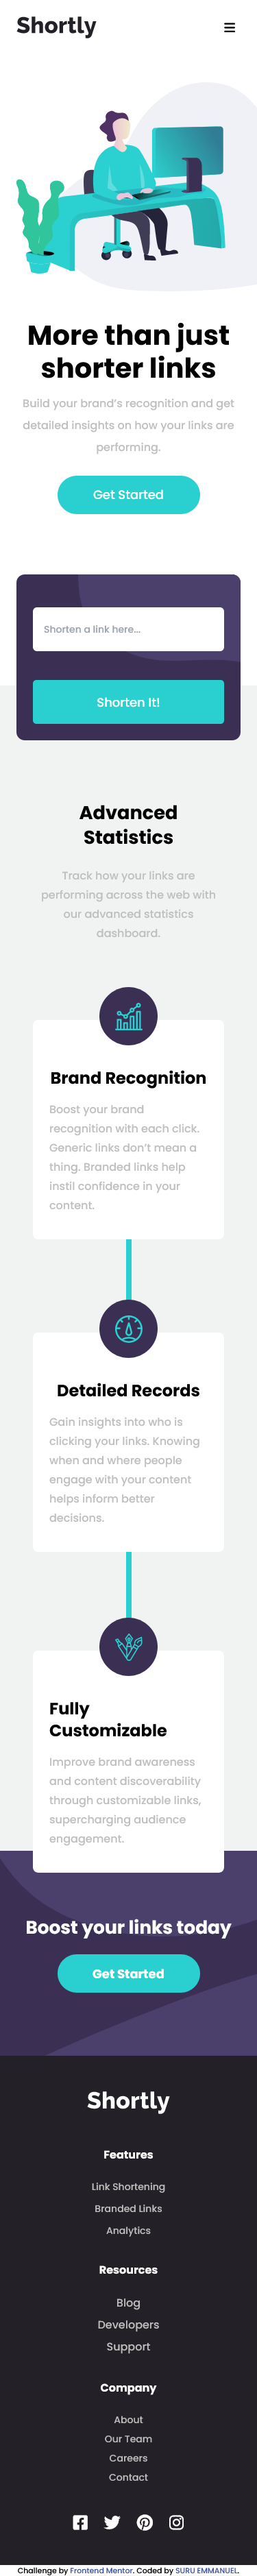 Shortly
More than just
shorter links
Build your brand's recognition and get
detailed insights on how your links are
performing.
Get Started
Shorten a link here...
Shorten It!
Advanced
Statistics
Track how your links are
performing across the web with
our advanced statistics
dashboard.
Brand Recognition
Boost your brand
recognition with each click.
Generic links don't mean a
thing. Branded links help
instil confidence in your
content.
Detailed Records
Gain insights into who is
clicking your links. Knowing
when and where people
engage with your content
helps inform better
decisions.
Fully
Customizable
Improve brand awareness
and content discoverability
through customizable links,
supercharging audience
engagement.
Boost your links today
Get Started
Shortly
Features
Link Shortening
Branded Links
Analytics
Resources
Blog
Developers
Support
Company
About
Our Team
Careers
Contact
Challenge by Frontend Mentor. Coded by SURU EMMANUEL.